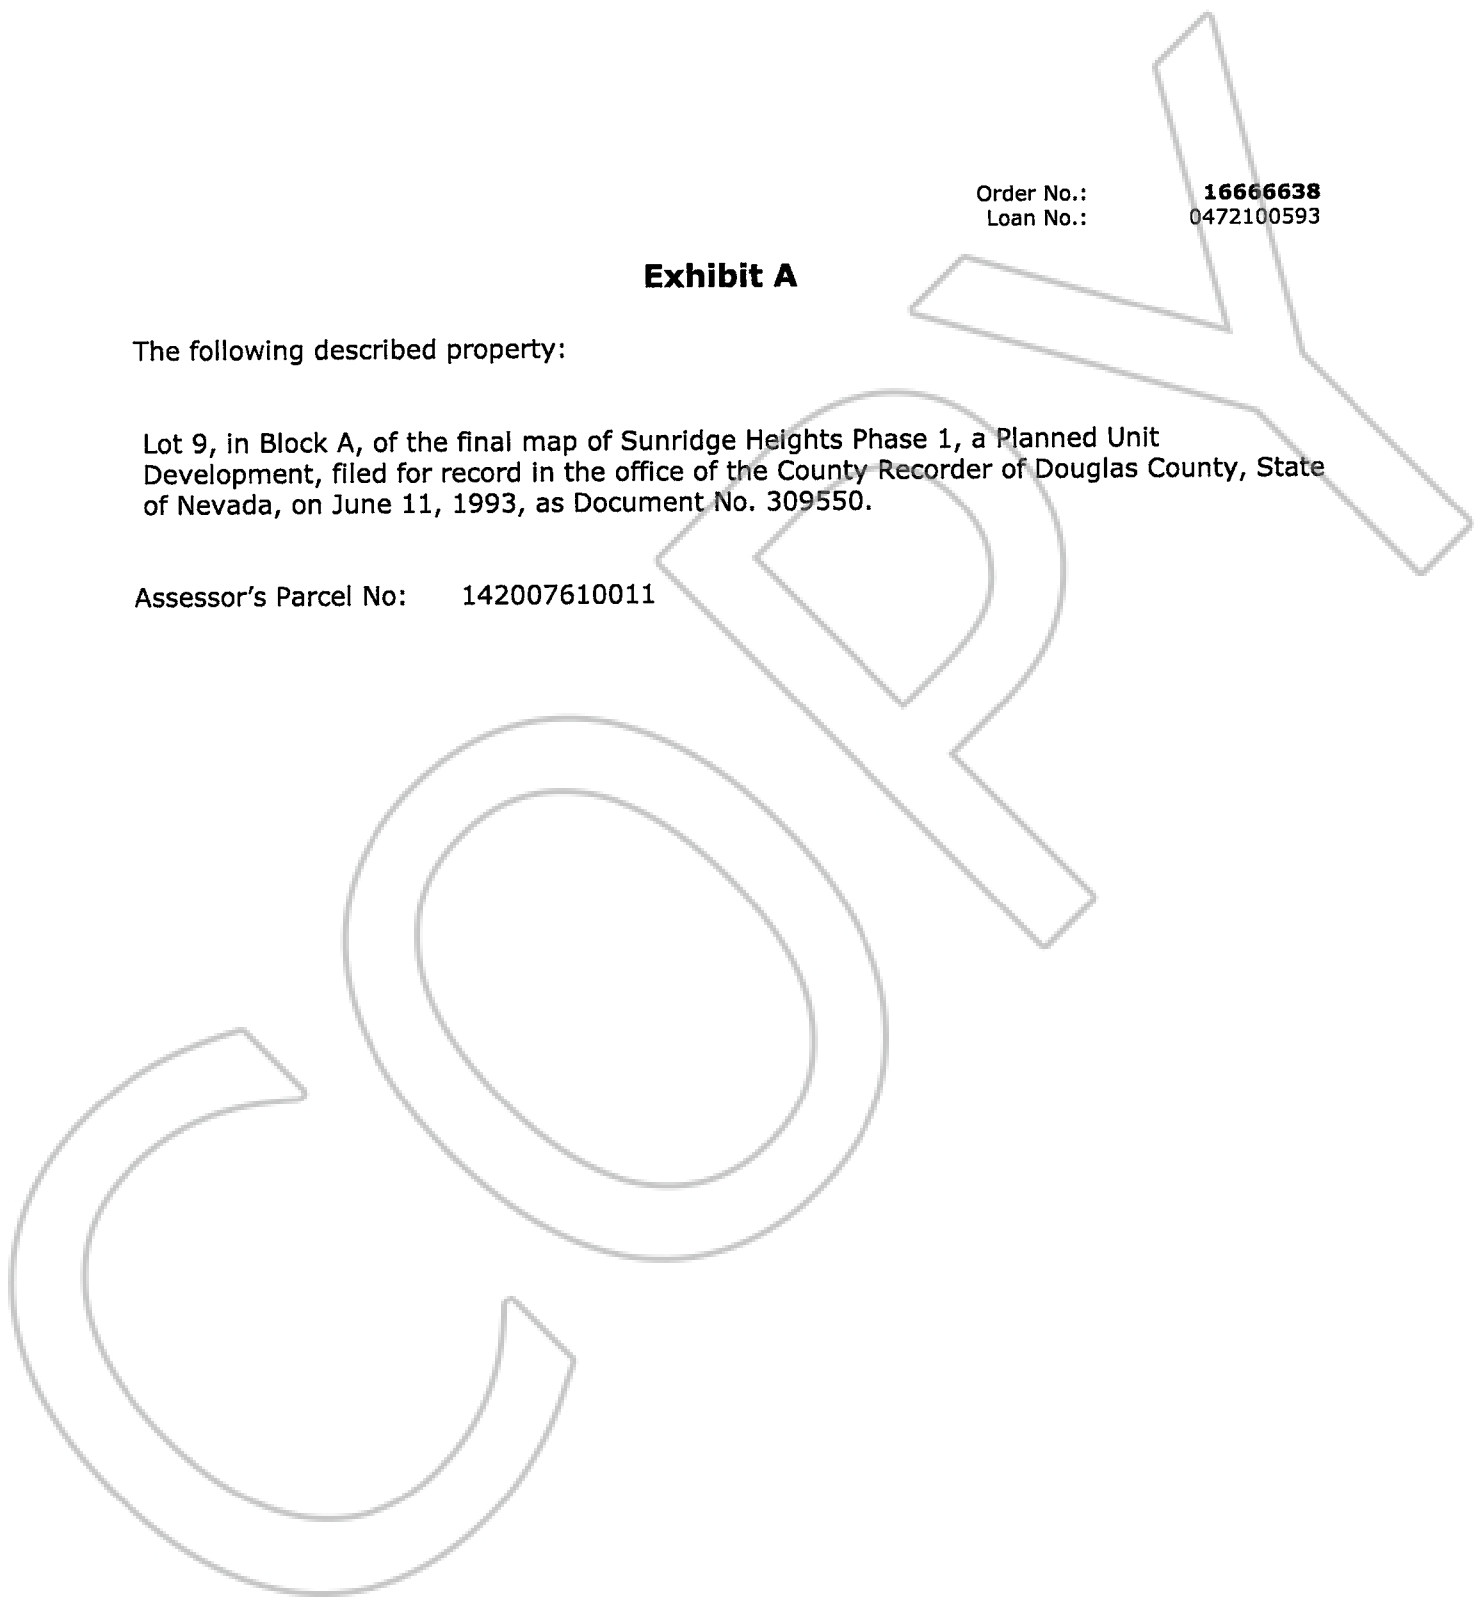 Order No.: 16666638
Loan No.: 0472100593
Exhibit A
The following described property:
Lot 9, in Block A, of the final map of Sunridge Heights Phase 1, a Planned Unit
Development, filed for record in the office of the County Recorder of Douglas County, State
of Nevada, on June 11, 1993, as Document No. 309550.
Assessor's Parcel No: 142007610011
COPY